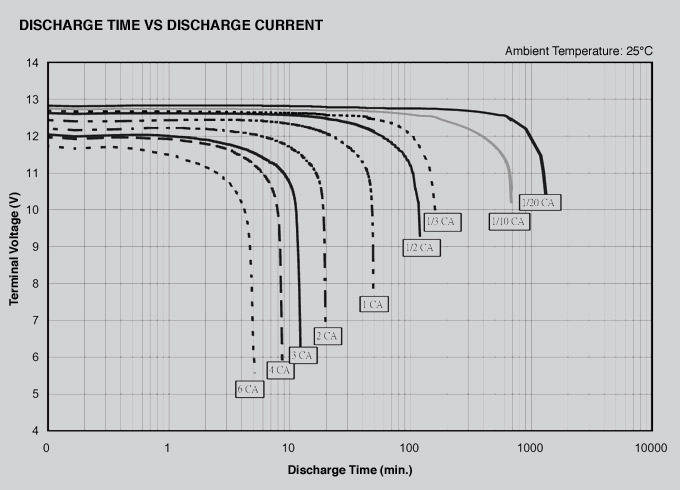 DISCHARGE TIME VS DISCHARGE CURRENT
Ambient Temperature: 25°C
14
13
12
11
10
9
8
7
6
5
4
Terminal Voltage (V)
1/20 CA
1/10 CA
1/3 CA
1/2 CA
1 CA
2 CA
3 CA
4 CA
6 CA
0 1 10 100 1000 10000
Discharge Time (min.)